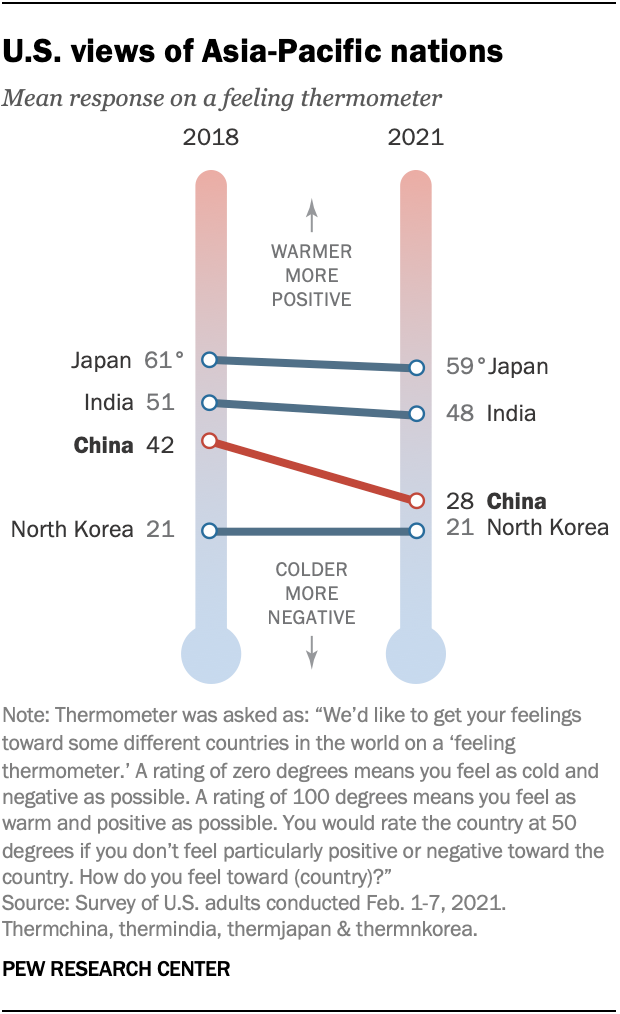 U.S. views of Asia-Pacific nations
Mean response on a feeling thermometer
2018 2021
WARMER
MORE
POSITIVE
Japan 61° 59° Japan
India 51 48 India
China 42
28 China
North Korea 21 21 North Korea
COLDER
MORE
NEGATIVE
Note: Thermometer was asked as: “We’d like to get your feelings
toward some different countries in the world on a ‘feeling
thermometer.’ A rating of zero degrees means you feel as cold and
negative as possible. A rating of 100 degrees means you feel as
warm and positive as possible. You would rate the country at 50
degrees if you don’t feel particularly positive or negative toward the
country. How do you feel toward (country)?”
Source: Survey of U.S. adults conducted Feb. 1-7, 2021.
Thermchina, thermindia, thermjapan & thermnkorea.
PEW RESEARCH CENTER